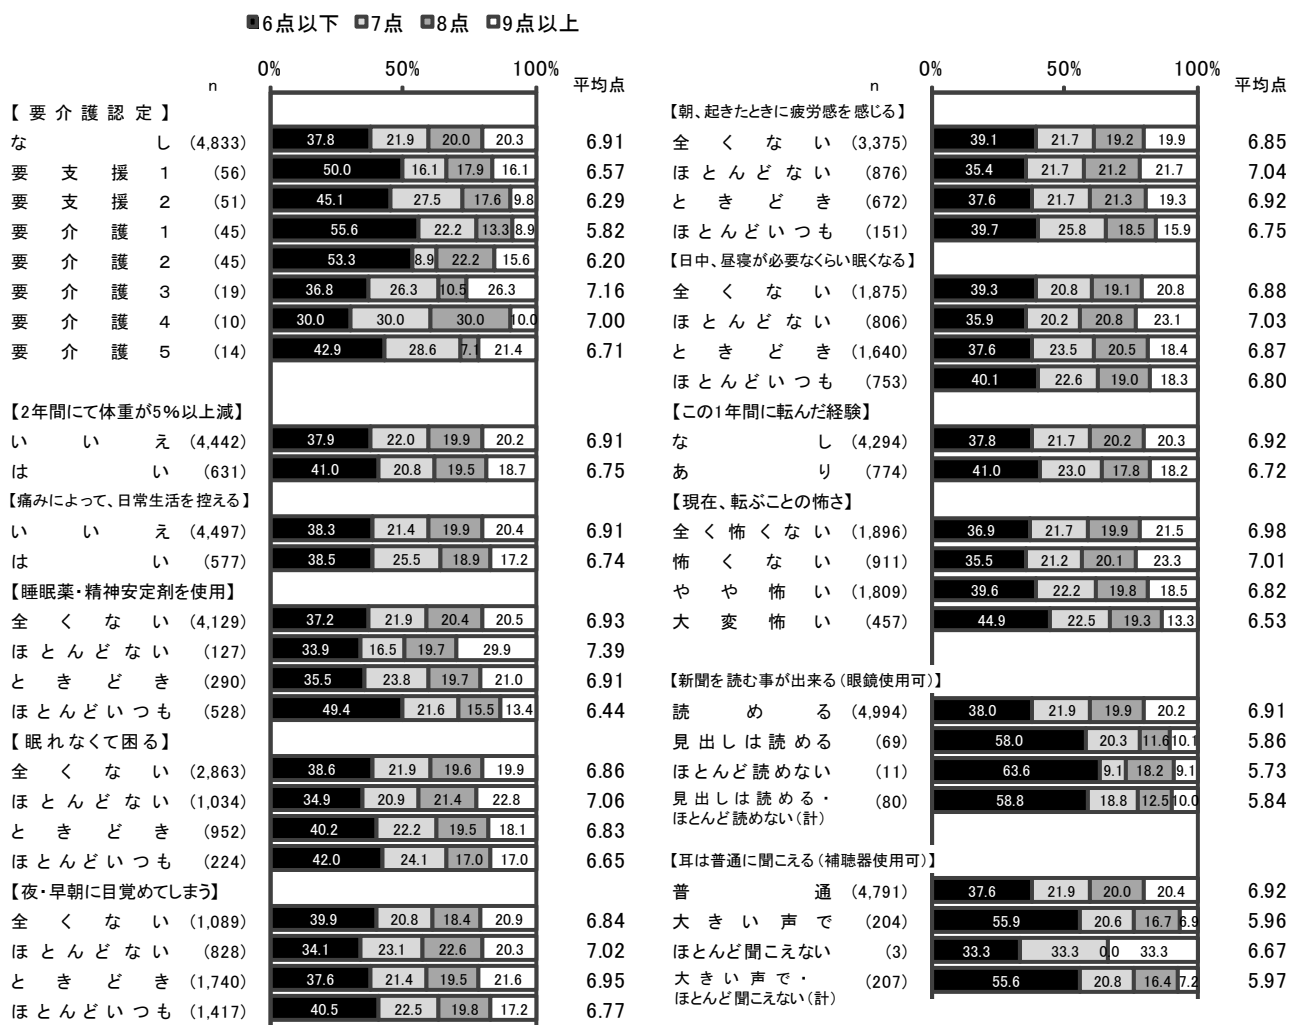 ■6点以下 □7点 ■8点 □9点以上
0% 50% 100%
n 平均点
【要介護認定】
なし (4,833) 37.8 21.9 20.0 20.3 6.91
要支援1 (56) 50.0 16.1 17.9 16.1 6.57
要支援2 (51) 45.1 27.5 17.6 9.8 6.29
要介護1 (45) 55.6 22.2 13.3 8.9 5.82
要介護2 (45) 53.3 8.9 22.2 15.6 6.20
要介護3 (19) 36.8 26.3 10.5 26.3 7.16
要介護4 (10) 30.0 30.0 30.0 10.0 7.00
要介護5 (14) 42.9 28.6 7.1 21.4 6.71
【2年間にて体重が5%以上減】
いいえ (4,442) 37.9 22.0 19.9 20.2 6.91
はい (631) 41.0 20.8 19.5 18.7 6.75
【痛みによって、日常生活を控える】
いいえ (4,497) 38.3 21.4 19.9 20.4 6.91
はい (577) 38.5 25.5 18.9 17.2 6.74
【睡眠薬・精神安定剤を使用】
全くない (4,129) 37.2 21.9 20.4 20.5 6.93
ほとんどない (127) 33.9 16.5 19.7 29.9 7.39
ときどき (290) 35.5 23.8 19.7 21.0 6.91
ほとんどいつも (528) 49.4 21.6 15.5 13.4 6.44
【眠れなくて困る】
全くない (2,863) 38.6 21.9 19.6 19.9 6.86
ほとんどない (1,034) 34.9 20.9 21.4 22.8 7.06
ときどき (952) 40.2 22.2 19.5 18.1 6.83
ほとんどいつも (224) 42.0 24.1 17.0 17.0 6.65
【夜・早朝に目覚めてしまう】
全くない (1,089) 39.9 20.8 18.4 20.9 6.84
ほとんどない (828) 34.1 23.1 22.6 20.3 7.02
ときどき (1,740) 37.6 21.4 19.5 21.6 6.95
ほとんどいつも (1,417) 40.5 22.5 19.8 17.2 6.77
0% 50% 100%
n 平均点
【朝、起きたときに疲労感を感じる】
全くない (3,375) 39.1 21.7 19.2 19.9 6.85
ほとんどない (876) 35.4 21.7 21.2 21.7 7.04
ときどき (672) 37.6 21.7 21.3 19.3 6.92
ほとんどいつも (151) 39.7 25.8 18.5 15.9 6.75
【日中、昼寝が必要なくらい眠くなる】
全くない (1,875) 39.3 20.8 19.1 20.8 6.88
ほとんどない (806) 35.9 20.2 20.8 23.1 7.03
ときどき (1,640) 37.6 23.5 20.5 18.4 6.87
ほとんどいつも (753) 40.1 22.6 19.0 18.3 6.80
【この1年間に転んだ経験】
なし (4,294) 37.8 21.7 20.2 20.3 6.92
あり (774) 41.0 23.0 17.8 18.2 6.72
【現在、転ぶことの怖さ】
全く怖くない (1,896) 36.9 21.7 19.9 21.5 6.98
怖くない (911) 35.5 21.2 20.1 23.3 7.01
やや怖い (1,809) 39.6 22.2 19.8 18.5 6.82
大変怖い (457) 44.9 22.5 19.3 13.3 6.53
【新聞を読む事が出来る(眼鏡使用可)】
読める (4,994) 38.0 21.9 19.9 20.2 6.91
見出しは読める (69) 58.0 20.3 11.6 10.1 5.86
ほとんど読めない (11) 63.6 9.1 18.2 9.1 5.73
見出しは読める・
ほとんど読めない(計) (80) 58.8 18.8 12.5 10.0 5.84
【耳は普通に聞こえる(補聴器使用可)】
普通 (4,791) 37.6 21.9 20.0 20.4 6.92
大きい声で (204) 55.9 20.6 16.7 6.9 5.96
ほとんど聞こえない (3) 33.3 33.3 0.0 33.3 6.67
大きい声で・
ほとんど聞こえない(計) (207) 55.6 20.8 16.4 7.2 5.97